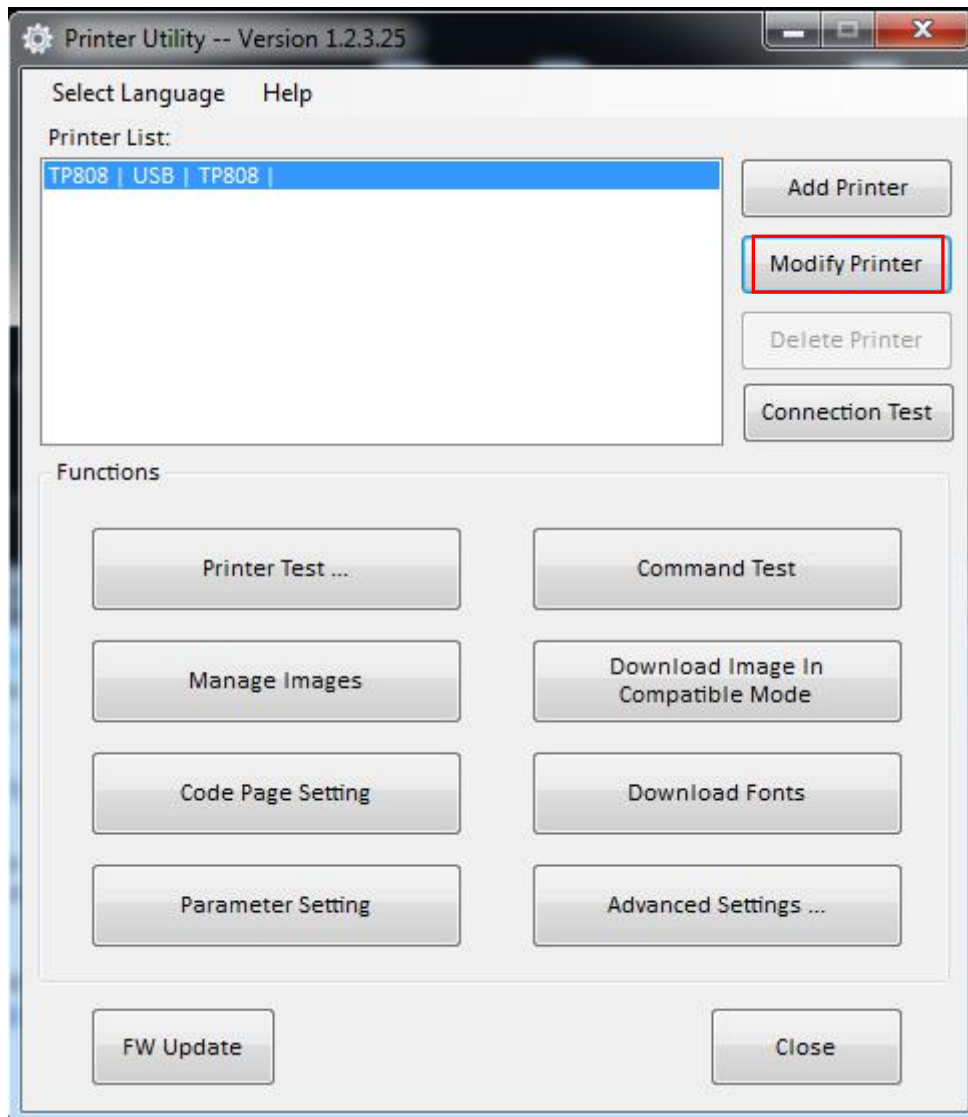 Printer Utility -- Version 1.2.3.25
Select Language Help
Printer List:
TP808 | USB | TP808 |
Add Printer
Modify Printer
Delete Printer
Connection Test
Functions
Printer Test ...
Command Test
Manage Images
Download Image In
Compatible Mode
Code Page Setting
Download Fonts
Parameter Setting
Advanced Settings ...
FW Update
Close